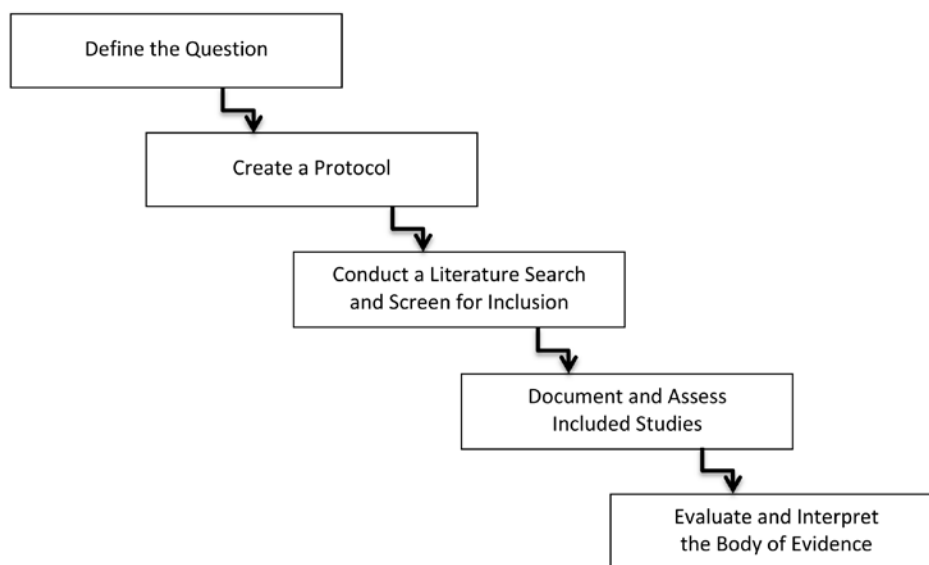 Define the Question
Create a Protocol
Conduct a Literature Search
and Screen for Inclusion
Document and Assess
Included Studies
Evaluate and Interpret
the Body of Evidence